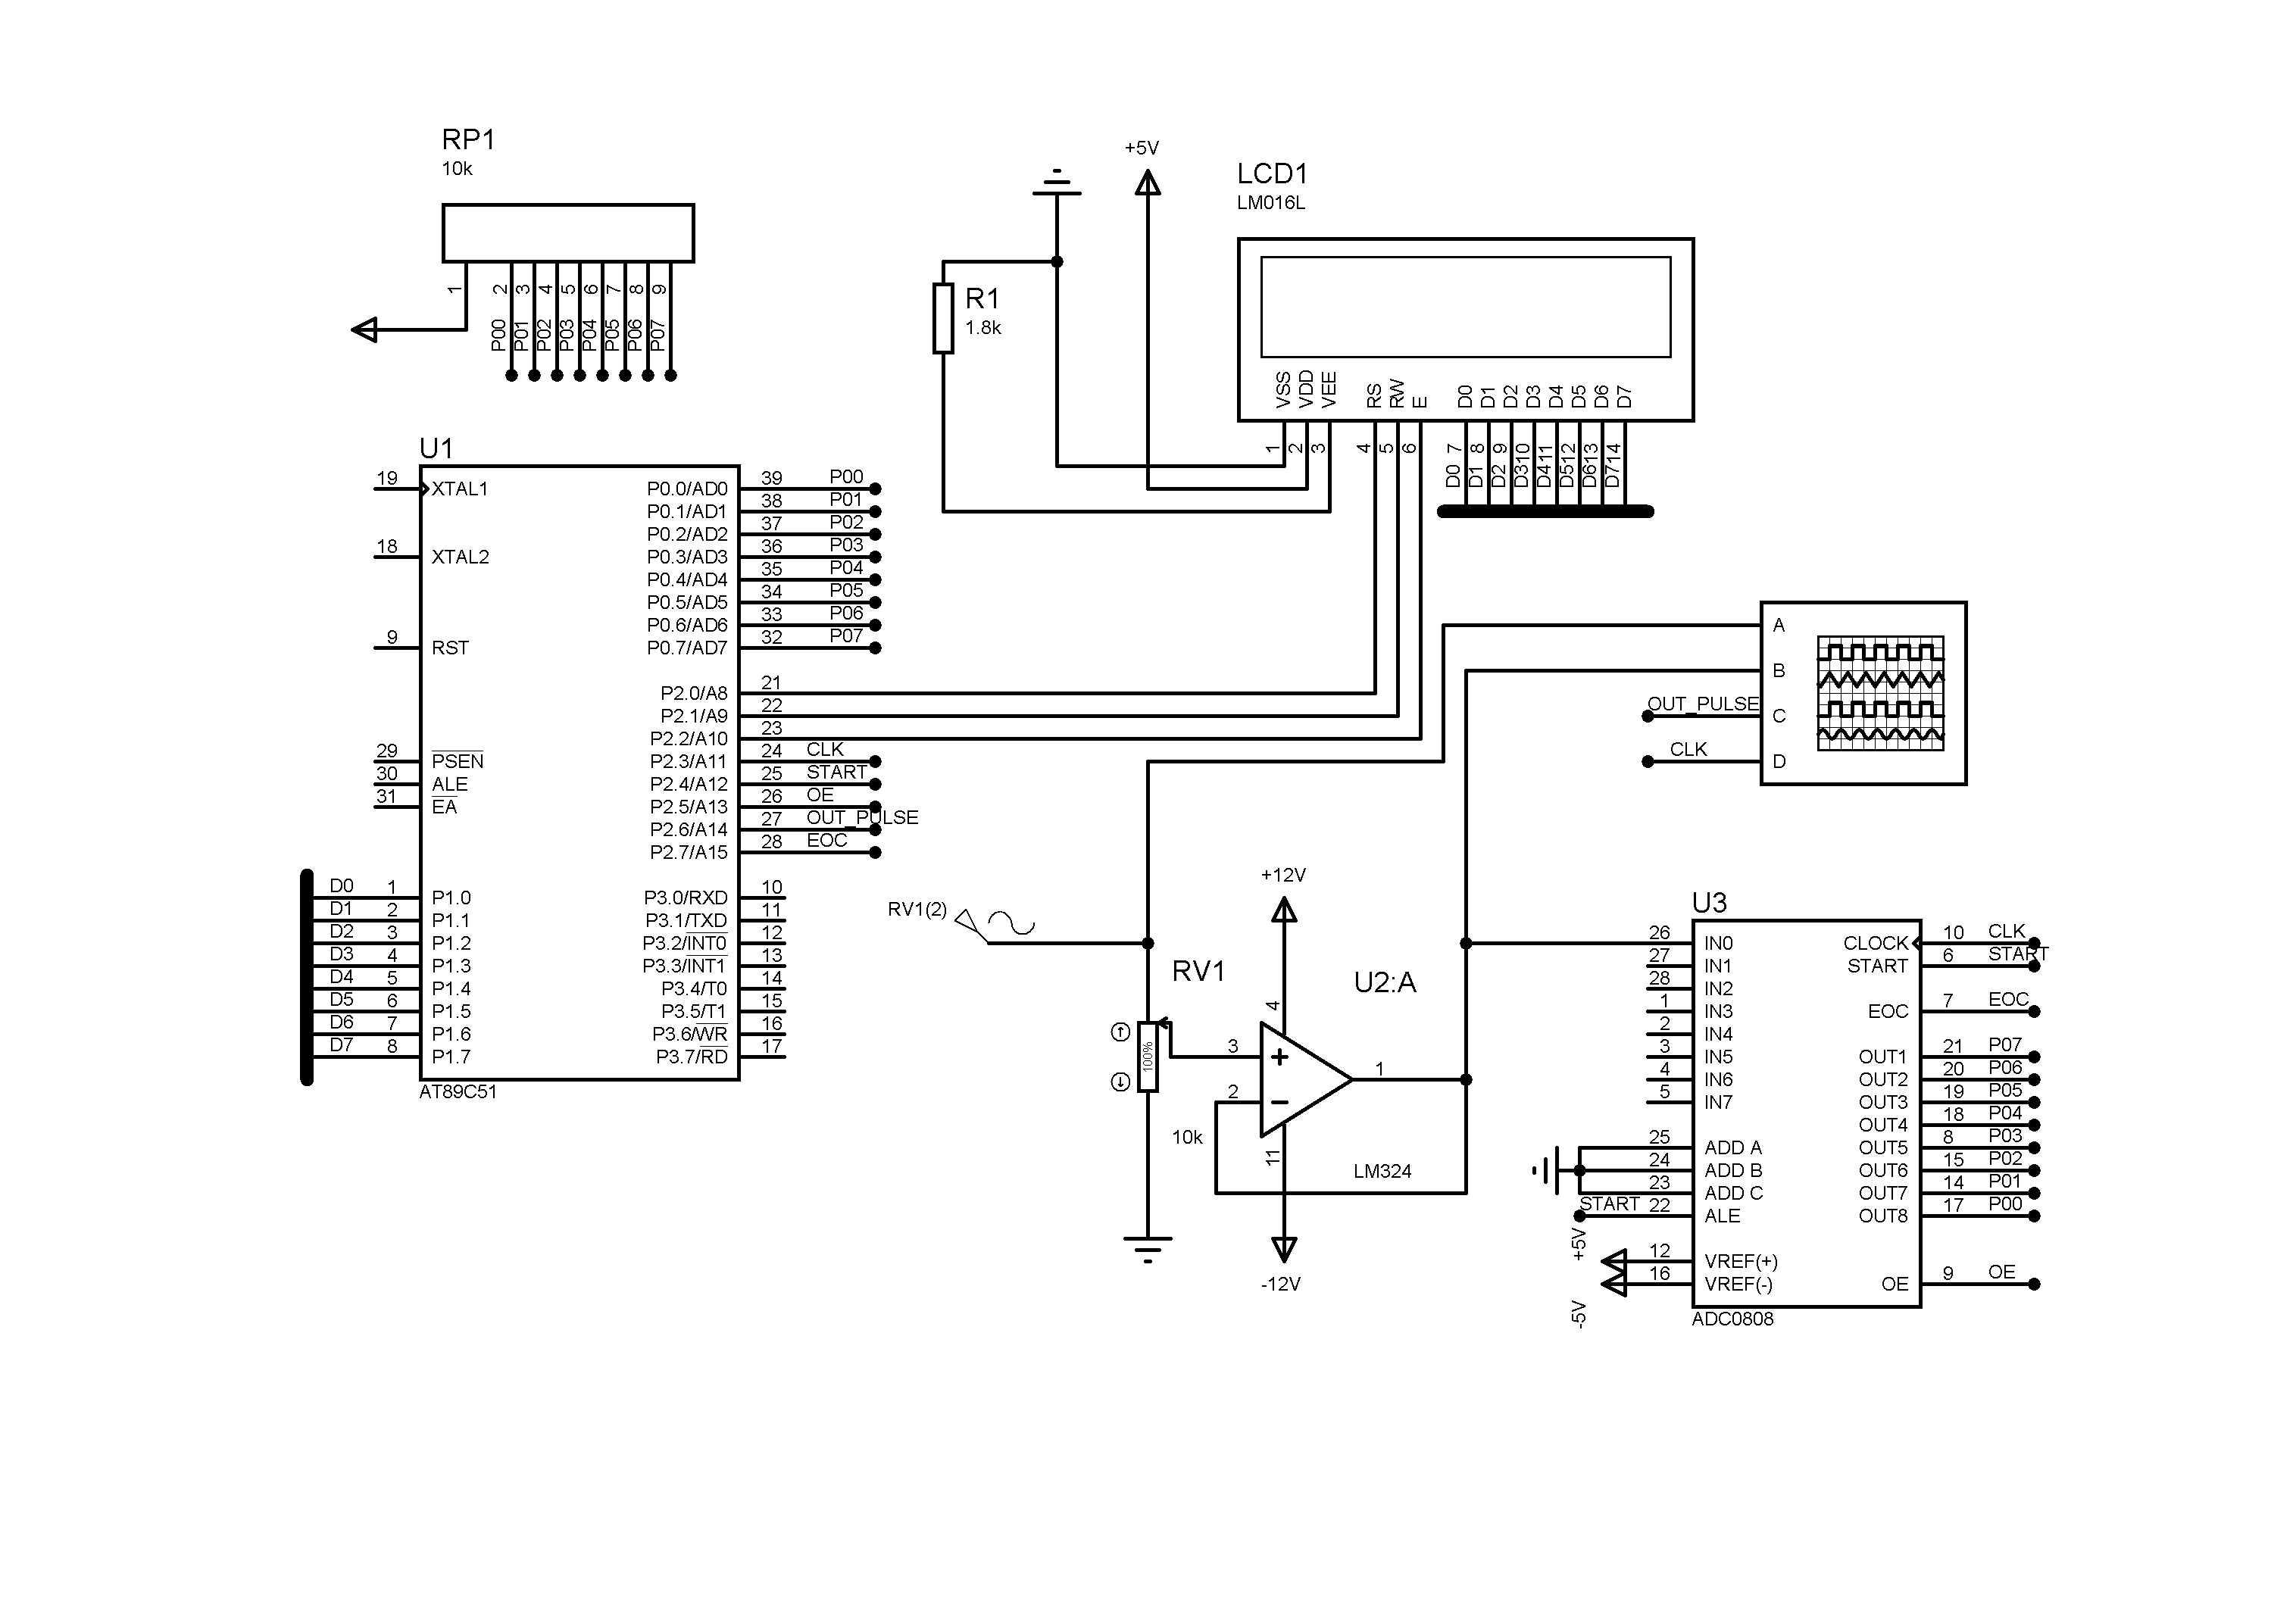 RP1
10k
1
2
3
4
5
6
7
8
9
P00
P01
P02
P03
P04
P05
P06
P07
+5V
R1
1.8k
LCD1
LM016L
VSS
VDD
VEE
RS
RW
E
D0
D1
D2
D3
D4
D5
D6
D7
1
2
3
4
5
6
7
8
9
10
11
12
13
14
D0
D1
D2
D3
D4
D5
D6
D7
U1
19 XTAL1
18 XTAL2
9 RST
29 PSEN
30 ALE
31 EA
D0 1 P1.0
D1 2 P1.1
D2 3 P1.2
D3 4 P1.3
D4 5 P1.4
D5 6 P1.5
D6 7 P1.6
D7 8 P1.7
P0.0/AD0 39 P00
P0.1/AD1 38 P01
P0.2/AD2 37 P02
P0.3/AD3 36 P03
P0.4/AD4 35 P04
P0.5/AD5 34 P05
P0.6/AD6 33 P06
P0.7/AD7 32 P07
P2.0/A8 21
P2.1/A9 22
P2.2/A10 23
P2.3/A11 24 CLK
P2.4/A12 25 START
P2.5/A13 26 OE
P2.6/A14 27 OUT_PULSE
P2.7/A15 28 EOC
P3.0/RXD 10
P3.1/TXD 11
P3.2/INT0 12
P3.3/INT1 13
P3.4/T0 14
P3.5/T1 15
P3.6/WR 16
P3.7/RD 17
AT89C51
A
B
OUT_PULSE C
CLK D
RV1(2)
RV1
100%
10k
+12V
U2:A
4
3
2
1
11
LM324
-12V
U3
26 IN0
27 IN1
28 IN2
1 IN3
2 IN4
3 IN5
4 IN6
5 IN7
25 ADD A
24 ADD B
23 ADD C
START 22 ALE
+5V 12 VREF(+)
-5V 16 VREF(-)
CLOCK 10 CLK
START 6 START
EOC 7 EOC
OUT1 21 P07
OUT2 20 P06
OUT3 19 P05
OUT4 18 P04
OUT5 8 P03
OUT6 15 P02
OUT7 14 P01
OUT8 17 P00
OE 9 OE
ADC0808